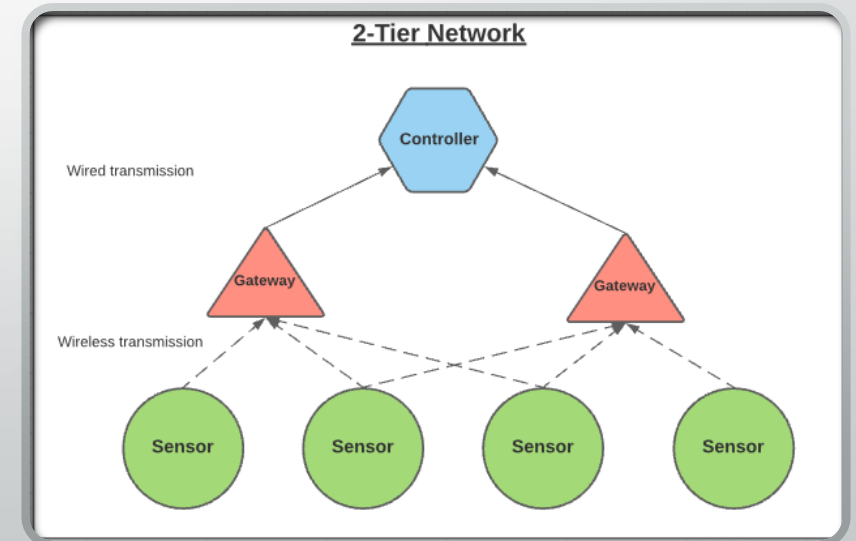 2-Tier Network
Controller
Wired transmission
Gateway
Gateway
Wireless transmission
Sensor
Sensor
Sensor
Sensor